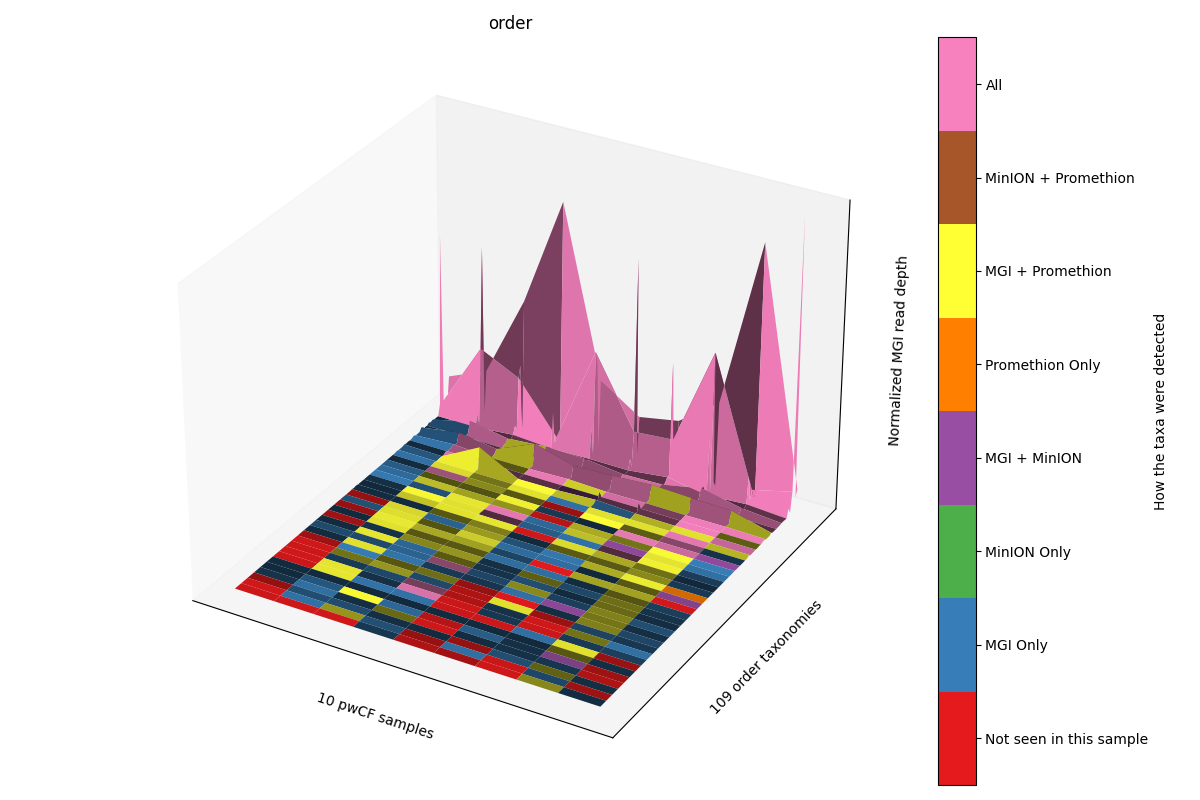 order
10 pwCF samples
109 order taxonomies
Normalized MGI read depth
All
MinION + Promethion
MGI + Promethion
Promethion Only
MGI + MinION
MinION Only
MGI Only
Not seen in this sample
How the taxa were detected